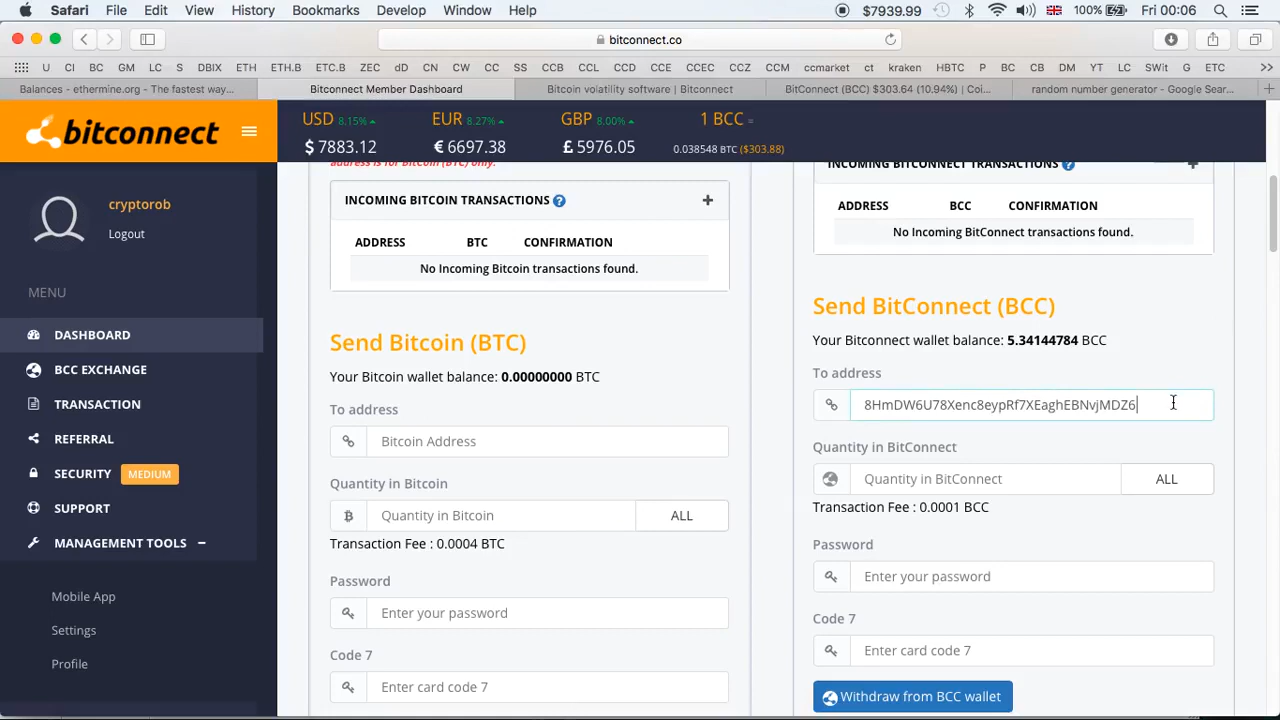 Safari File Edit View History Bookmarks Develop Window Help $7939.99 100% Fri 00:06
bitconnect.co
U CI BC GM LC S DBIX ETH ETH.B ETC.B ZEC dD CN CW CC SS CCB CCL CCD CCE CCC CCZ CCM ccmarket ct kraken HBTC P BC CB DM YT LC SWit G ETC >>
Balances - ethermine.org - The fastest way... Bitconnect Member Dashboard Bitcoin volatility software | Bitconnect Bitconnect (BCC) $303.64 (10.94%) | Coi... random number generator - Google Sear...
bitconnect
USD 8.15% EUR 8.27% GBP 8.00% 1 BCC =
$ 7883.12 € 6697.38 £ 5976.05 0.038548 BTC ($303.88)
cryptorob
Logout
MENU
DASHBOARD
BCC EXCHANGE
TRANSACTION
REFERRAL
SECURITY MEDIUM
SUPPORT
MANAGEMENT TOOLS −
Mobile App
Settings
Profile
address is for Bitcoin (BTC) only.
INCOMING BITCOIN TRANSACTIONS ? +
ADDRESS BTC CONFIRMATION
No Incoming Bitcoin transactions found.
Send Bitcoin (BTC)
Your Bitcoin wallet balance: 0.00000000 BTC
To address
Bitcoin Address
Quantity in Bitcoin
Quantity in Bitcoin ALL
Transaction Fee : 0.0004 BTC
Password
Enter your password
Code 7
Enter card code 7
INCOMING BITCONNECT TRANSACTIONS ? +
ADDRESS BCC CONFIRMATION
No Incoming BitConnect transactions found.
Send BitConnect (BCC)
Your Bitconnect wallet balance: 5.34144784 BCC
To address
8HmDW6U78Xenc8eypRf7XEaghEBNvjMDZ6
Quantity in BitConnect
Quantity in BitConnect ALL
Transaction Fee : 0.0001 BCC
Password
Enter your password
Code 7
Enter card code 7
Withdraw from BCC wallet